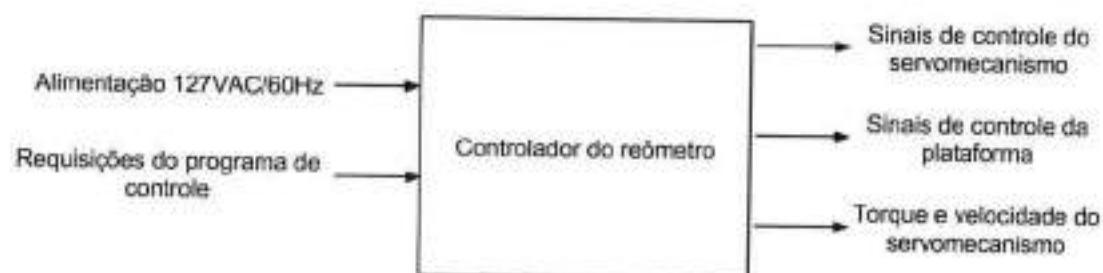 Alimentação 127VAC/60Hz
Requisições do programa de
controle
Controlador do reômetro
Sinais de controle do
servomecanismo
Sinais de controle da
plataforma
Torque e velocidade do
servomecanismo